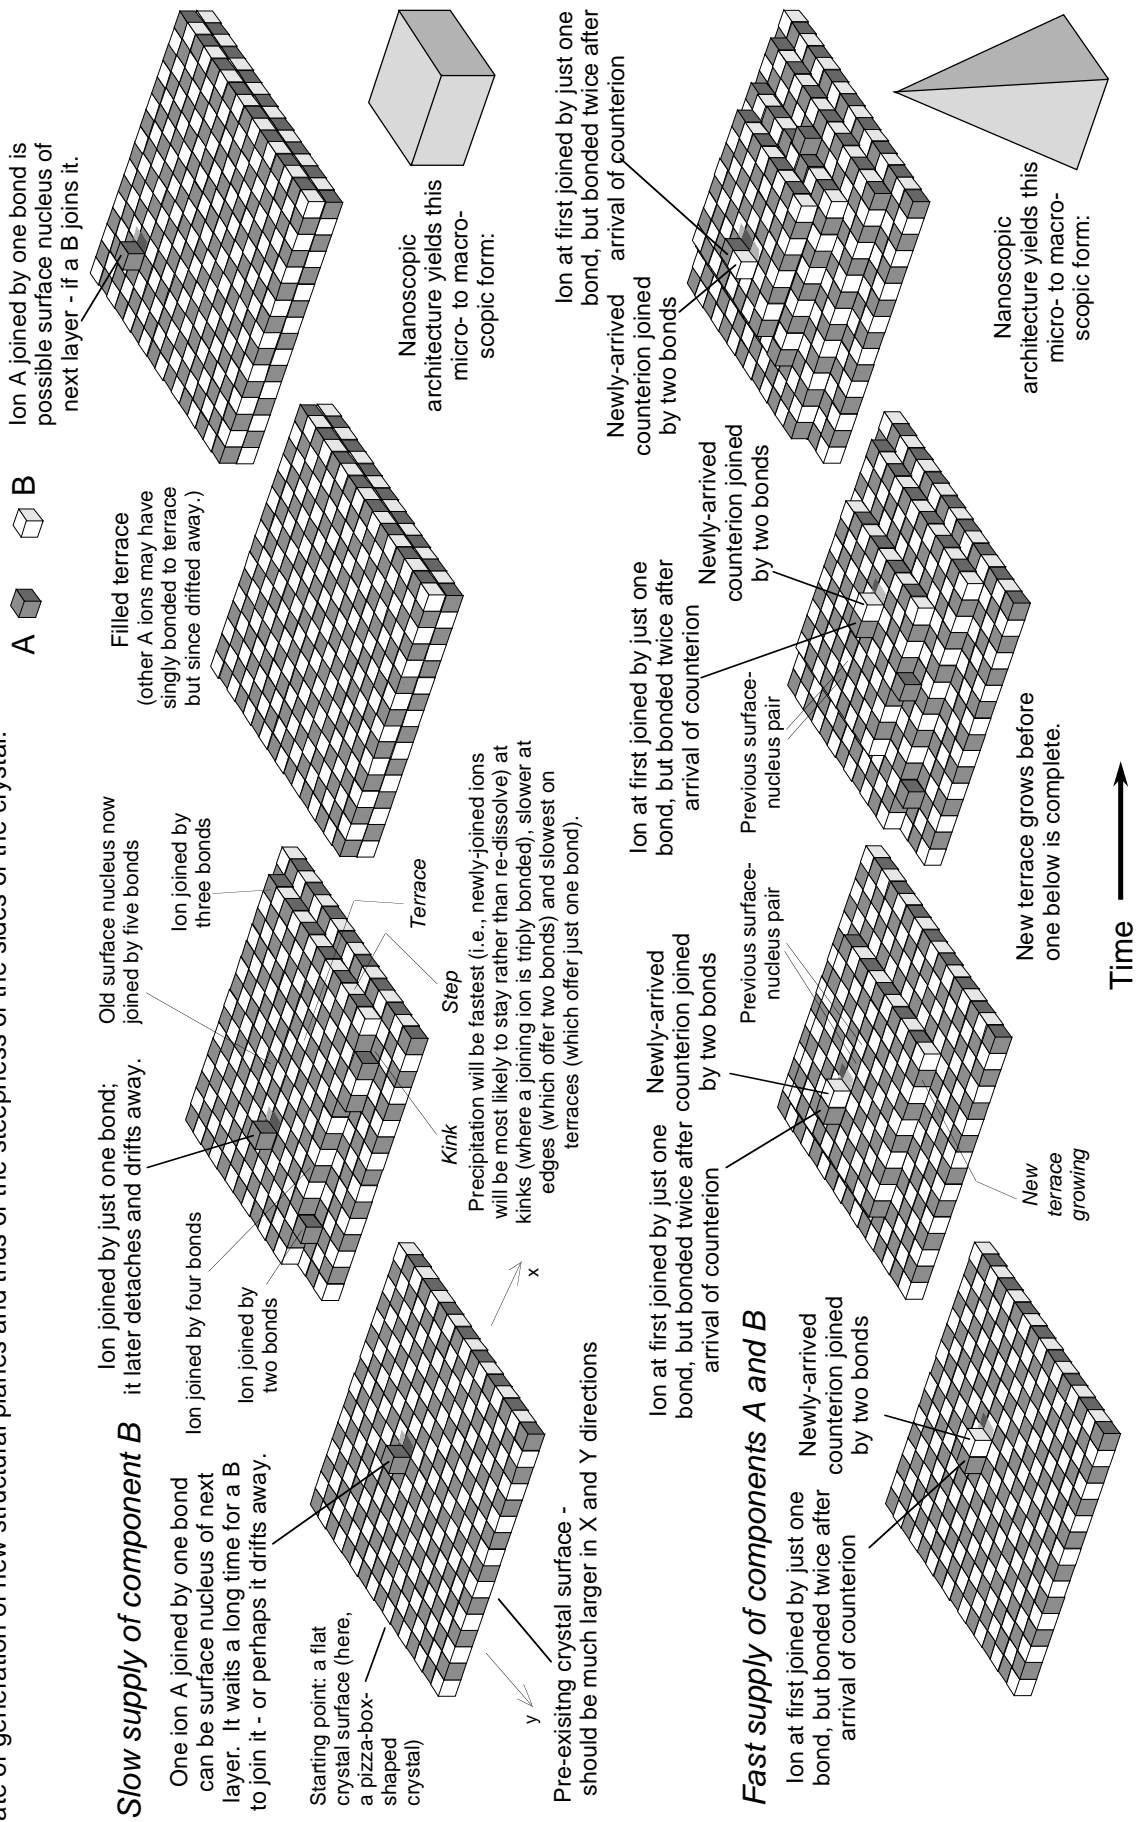 ate of generation of new structural planes and thus of the steepness of the sides of the crystal.
A
B
Slow supply of component B
One ion A joined by one bond
can be surface nucleus of next
layer. It waits a long time for a B
to join it - or perhaps it drifts away.
Starting point: a flat
crystal surface (here,
a pizza-box-
shaped
crystal)
y
x
Pre-exisitng crystal surface -
should be much larger in X and Y directions
Ion joined by just one bond;
it later detaches and drifts away.
Ion joined by four bonds
Ion joined by
two bonds
Old surface nucleus now
joined by five bonds
Ion joined by
three bonds
Kink
Step
Terrace
Precipitation will be fastest (i.e., newly-joined ions
will be most likely to stay rather than re-dissolve) at
kinks (where a joining ion is triply bonded), slower at
edges (which offer two bonds) and slowest on
terraces (which offer just one bond).
Filled terrace
(other A ions may have
singly bonded to terrace
but since drifted away.)
Ion A joined by one bond is
possible surface nucleus of
next layer - if a B joins it.
Nanoscopic
architecture yields this
micro- to macro-
scopic form:
Fast supply of components A and B
Ion at first joined by just one
bond, but bonded twice after
arrival of counterion
Newly-arrived
counterion joined
by two bonds
Ion at first joined by just one
bond, but bonded twice after
arrival of counterion
Newly-arrived
counterion joined
by two bonds
Previous surface-
nucleus pair
New
terrace
growing
Ion at first joined by just one
bond, but bonded twice after
arrival of counterion
Newly-arrived
counterion joined
by two bonds
Previous surface-
nucleus pair
New terrace grows before
one below is complete.
Ion at first joined by just one
bond, but bonded twice after
arrival of counterion
Newly-arrived
counterion joined
by two bonds
Nanoscopic
architecture yields this
micro- to macro-
scopic form:
Time